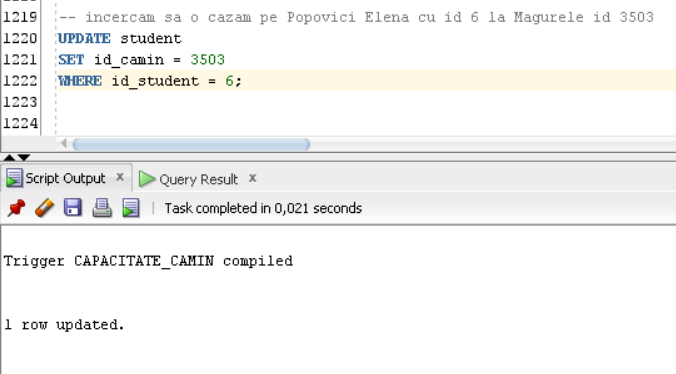 1219 -- incercam sa o cazam pe Popovici Elena cu id 6 la Magurele id 3503
1220 UPDATE student
1221 SET id_camin = 3503
1222 WHERE id_student = 6;
1223
1224
Script Output x Query Result x
Task completed in 0,021 seconds
Trigger CAPACITATE_CAMIN compiled
1 row updated.